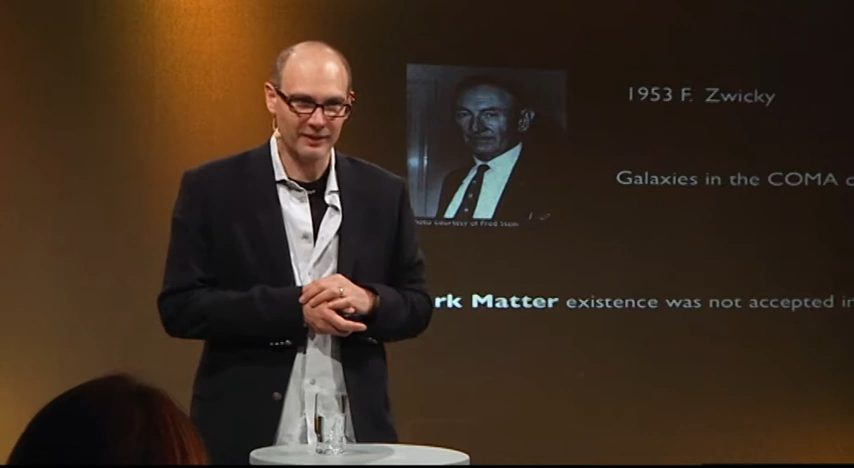 1953 F. Zwicky
Galaxies in the COMA
Photo courtesy of Fred Stein
rk Matter existence was not accepted in